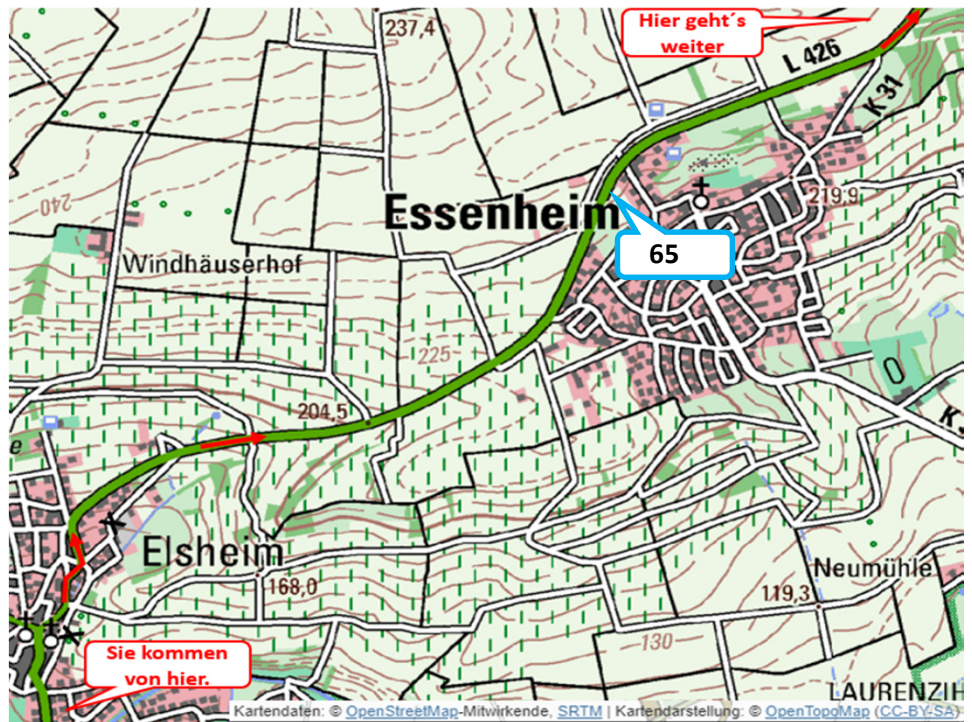 237,4
Hier geht´s
weiter
L 426
K 31
240
Essenheim
219,9
65
Windhäuserhof
225
204,5
e
K
Elsheim
168,0
Neumühle
119,3
130
Sie kommen
von hier.
LAURENZIH
Kartendaten: © OpenStreetMap-Mitwirkende, SRTM | Kartendarstellung: © OpenTopoMap (CC-BY-SA)